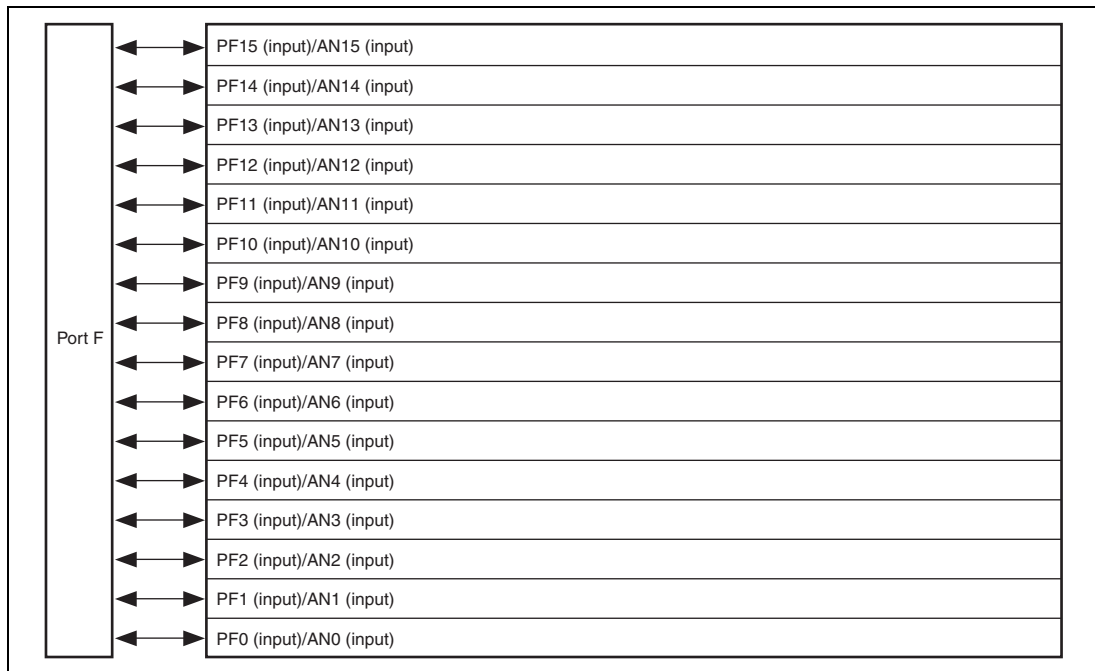 PF15 (input)/AN15 (input)
PF14 (input)/AN14 (input)
PF13 (input)/AN13 (input)
PF12 (input)/AN12 (input)
PF11 (input)/AN11 (input)
PF10 (input)/AN10 (input)
PF9 (input)/AN9 (input)
PF8 (input)/AN8 (input)
Port F
PF7 (input)/AN7 (input)
PF6 (input)/AN6 (input)
PF5 (input)/AN5 (input)
PF4 (input)/AN4 (input)
PF3 (input)/AN3 (input)
PF2 (input)/AN2 (input)
PF1 (input)/AN1 (input)
PF0 (input)/AN0 (input)